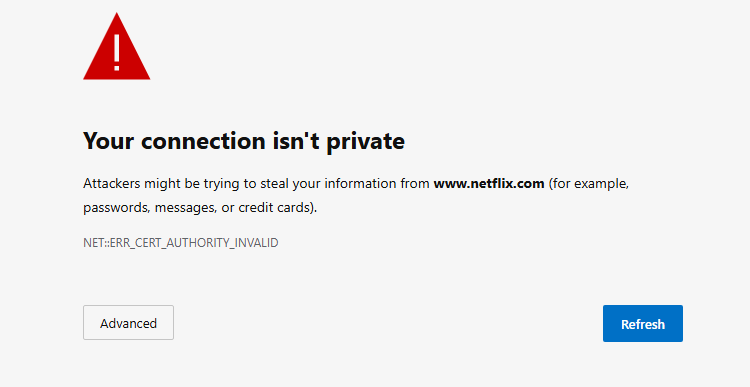 !
Your connection isn't private
Attackers might be trying to steal your information from www.netflix.com (for example,
passwords, messages, or credit cards).
NET::ERR_CERT_AUTHORITY_INVALID
Advanced
Refresh